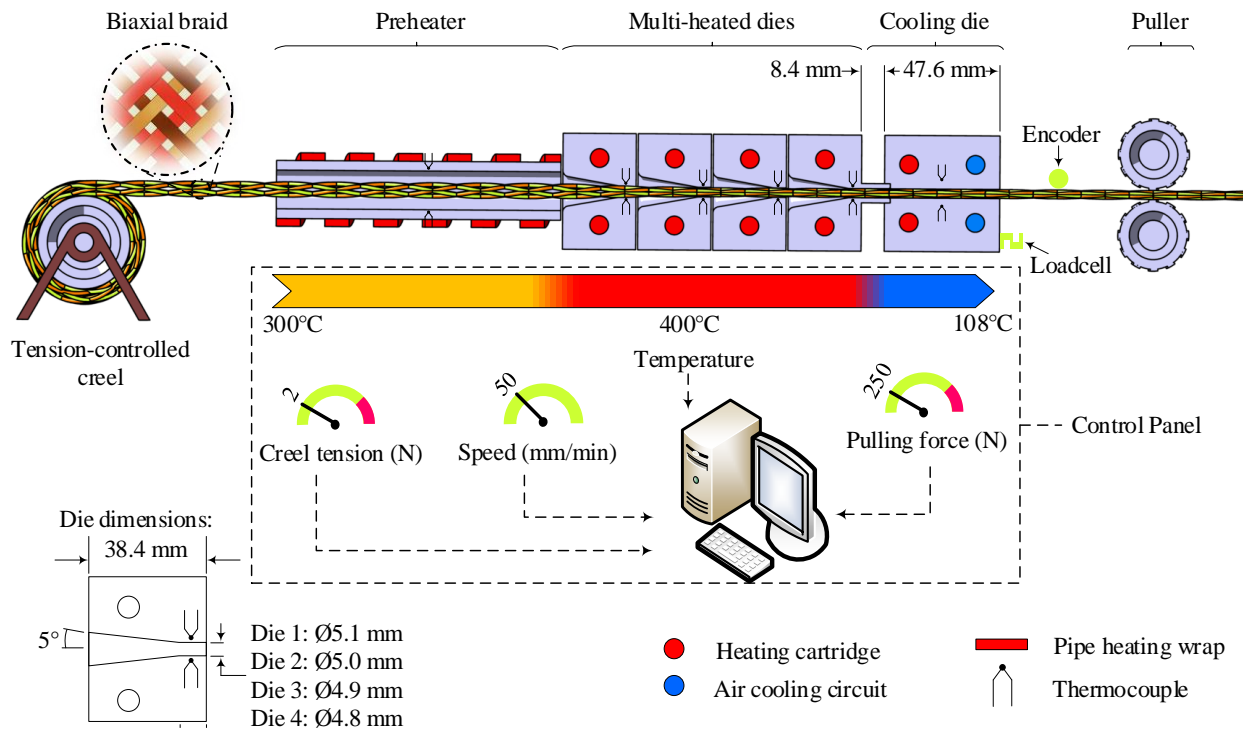 Biaxial braid
Preheater
Multi-heated dies
Cooling die
Puller
8.4 mm
47.6 mm
Encoder
Loadcell
Tension-controlled
creel
300°C
400°C
108°C
Temperature
2
Creel tension (N)
50
Speed (mm/min)
250
Pulling force (N)
Control Panel
Die dimensions:
38.4 mm
5°
Die 1: Ø5.1 mm
Die 2: Ø5.0 mm
Die 3: Ø4.9 mm
Die 4: Ø4.8 mm
Heating cartridge
Air cooling circuit
Pipe heating wrap
Thermocouple